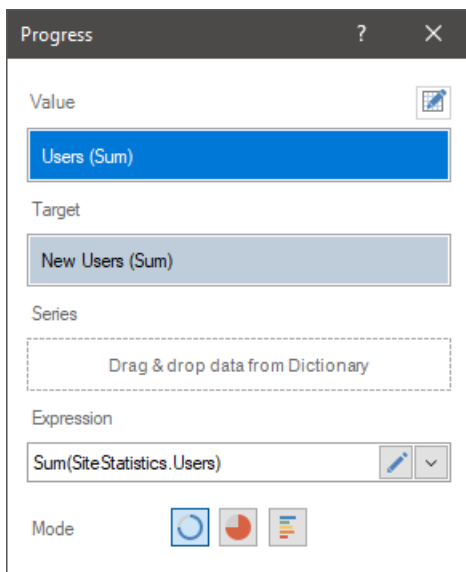 Progress ?
Value
Users (Sum)
Target
New Users (Sum)
Series
Drag & drop data from Dictionary
Expression
Sum(SiteStatistics.Users)
Mode